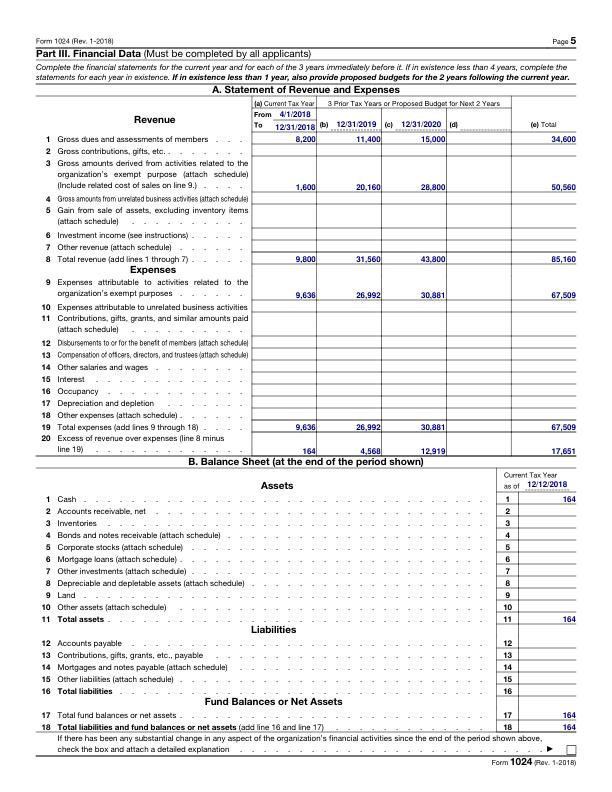 Form 1024 (Rev. 1-2018) Page 5
Part III. Financial Data (Must be completed by all applicants)
Complete the financial statements for the current year and for each of the 3 years immediately before it. If in existence less than 4 years, complete the
statements for each year in existence. If in existence less than 1 year, also provide proposed budgets for the 2 years following the current year.
A. Statement of Revenue and Expenses
(a) Current Tax Year 3 Prior Tax Years or Proposed Budget for Next 2 Years
From 4/1/2018
Revenue
To 12/31/2018 (b) 12/31/2019 (c) 12/31/2020 (d) (e) Total
1 Gross dues and assessments of members . . . 8,200 11,400 15,000 34,600
2 Gross contributions, gifts, etc. . . . . . . .
3 Gross amounts derived from activities related to the
organization's exempt purpose (attach schedule)
(Include related cost of sales on line 9.) . . . . 1,600 20,160 28,800 50,560
4 Gross amounts from unrelated business activities (attach schedule)
5 Gain from sale of assets, excluding inventory items
(attach schedule) . . . . . . . . .
6 Investment income (see instructions) . . . . .
7 Other revenue (attach schedule) . . . . . .
8 Total revenue (add lines 1 through 7) . . . . . 9,800 31,560 43,800 85,160
Expenses
9 Expenses attributable to activities related to the
organization's exempt purposes . . . . . . 9,636 26,992 30,881 67,509
10 Expenses attributable to unrelated business activities
11 Contributions, gifts, grants, and similar amounts paid
(attach schedule) . . . . . . . . .
12 Disbursements to or for the benefit of members (attach schedule)
13 Compensation of officers, directors, and trustees (attach schedule)
14 Other salaries and wages . . . . . . .
15 Interest . . . . . . . . . . . .
16 Occupancy . . . . . . . . . . .
17 Depreciation and depletion . . . . . . .
18 Other expenses (attach schedule) . . . . . .
19 Total expenses (add lines 9 through 18) . . . . 9,636 26,992 30,881 67,509
20 Excess of revenue over expenses (line 8 minus
line 19) . . . . . . . . . . . . 164 4,568 12,919 17,651
B. Balance Sheet (at the end of the period shown)
Current Tax Year
Assets
as of 12/12/2018
1 Cash . . . . . . . . . . 1 164
2 Accounts receivable, net . . . . . . . . . . 2
3 Inventories . . . . . . . . . . 3
4 Bonds and notes receivable (attach schedule) . . . . . . . . . . 4
5 Corporate stocks (attach schedule) . . . . . . . . . . 5
6 Mortgage loans (attach schedule) . . . . . . . . . . 6
7 Other investments (attach schedule) . . . . . . . . . . 7
8 Depreciable and depletable assets (attach schedule) . . . . . . . . . . 8
9 Land . . . . . . . . . . 9
10 Other assets (attach schedule) . . . . . . . . . . 10
11 Total assets . . . . . . . . . . 11 164
Liabilities
12 Accounts payable . . . . . . . . . . 12
13 Contributions, gifts, grants, etc., payable . . . . . . . . . . 13
14 Mortgages and notes payable (attach schedule) . . . . . . . . . . 14
15 Other liabilities (attach schedule) . . . . . . . . . . 15
16 Total liabilities . . . . . . . . . . 16
Fund Balances or Net Assets
17 Total fund balances or net assets . . . . . . . . . . 17 164
18 Total liabilities and fund balances or net assets (add line 16 and line 17) . . . . . . . . . . 18 164
If there has been any substantial change in any aspect of the organization's financial activities since the end of the period shown above,
check the box and attach a detailed explanation . . . . . . . . . . ▶
Form 1024 (Rev. 1-2018)